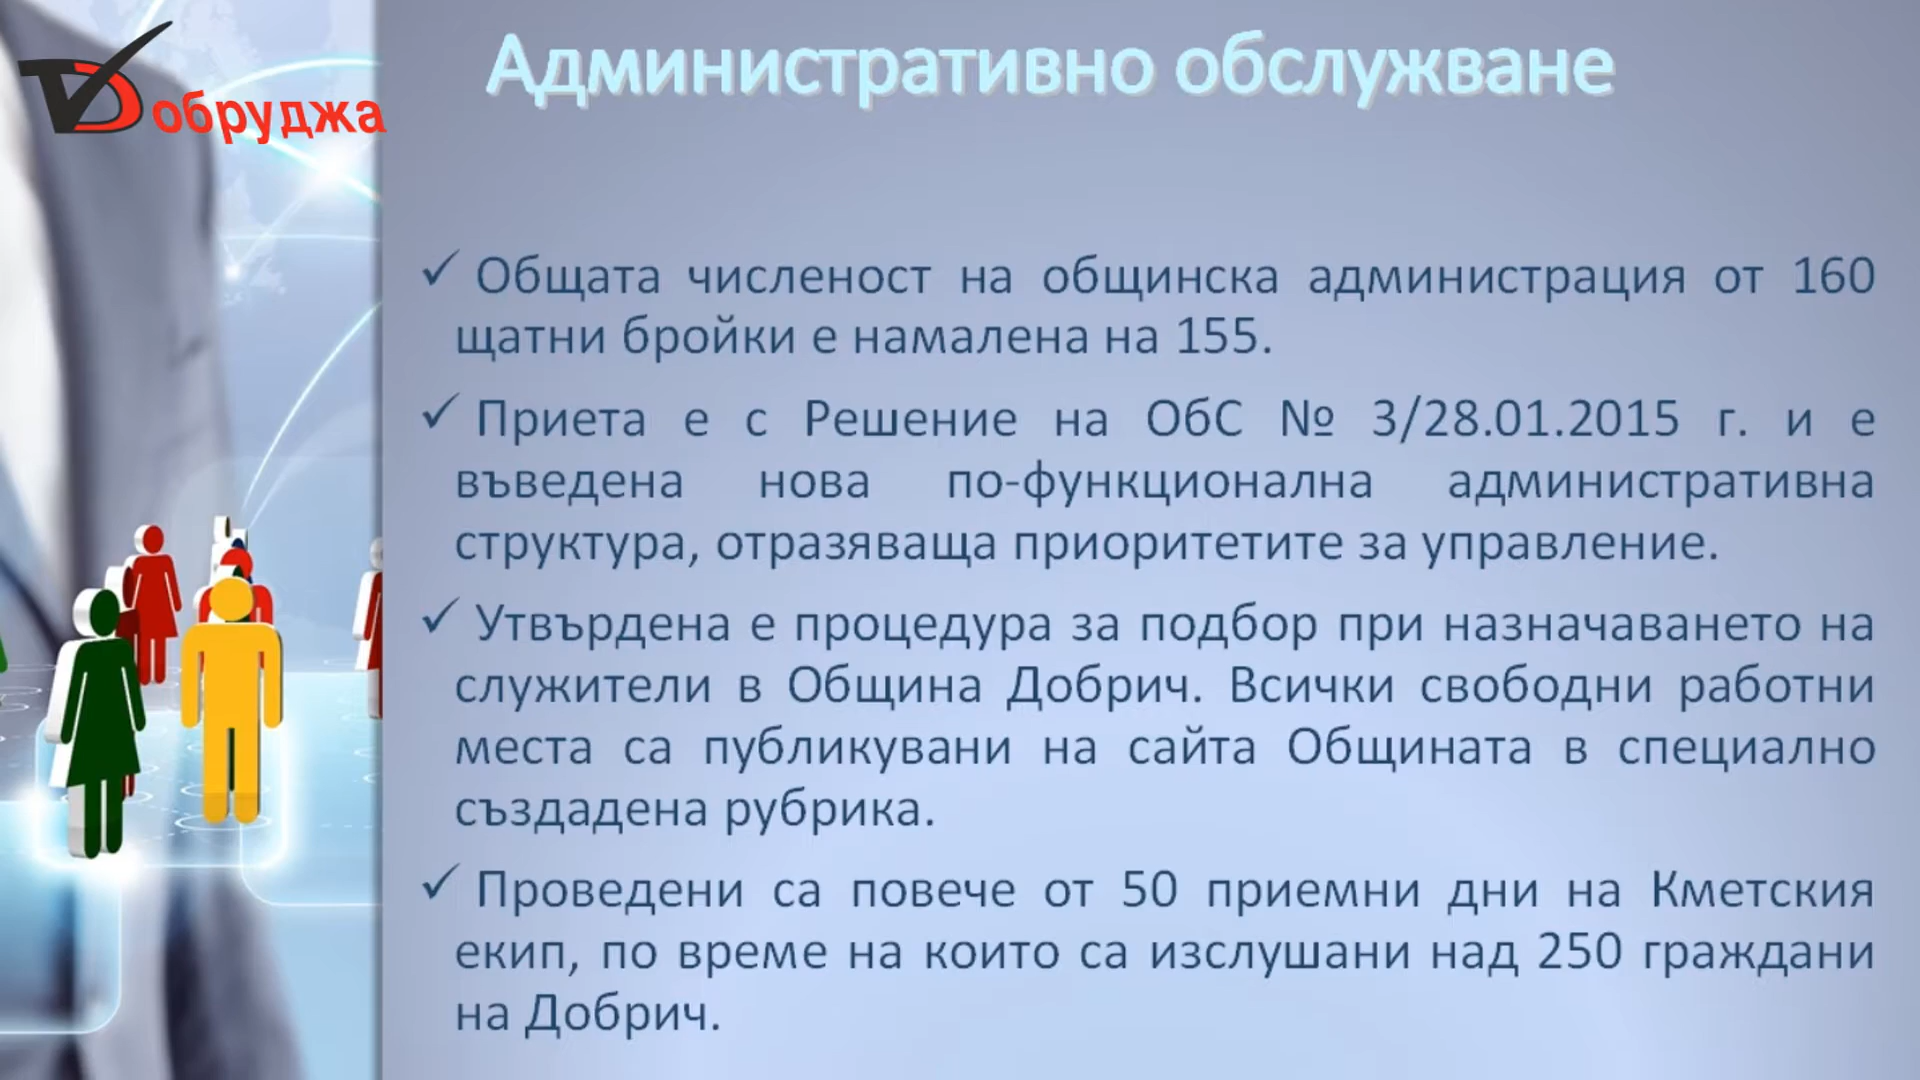 Добруджа
Административно обслужване
✓ Общата численост на общинска администрация от 160
щатни бройки е намалена на 155.
✓ Приета е с Решение на ОбС № 3/28.01.2015 г. и е
въведена нова по-функционална административна
структура, отразяваща приоритетите за управление.
✓ Утвърдена е процедура за подбор при назначаването на
служители в Община Добрич. Всички свободни работни
места са публикувани на сайта Общината в специално
създадена рубрика.
✓ Проведени са повече от 50 приемни дни на Кметския
екип, по време на които са изслушани над 250 граждани
на Добрич.